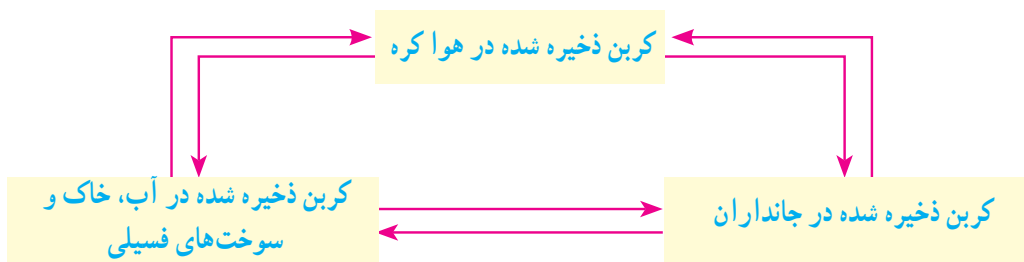 کربن ذخیره شده در هوا کره
کربن ذخیره شده در جانداران
کربن ذخیره شده در آب، خاک و
سوخت‌های فسیلی